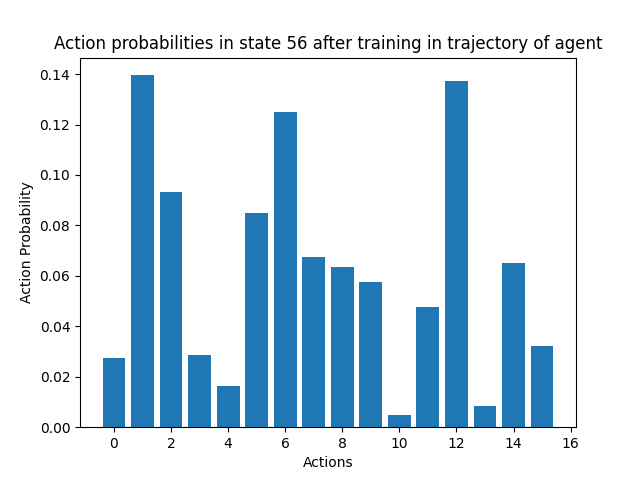 Action probabilities in state 56 after training in trajectory of agent
0.14
0.12
0.10
0.08
0.06
0.04
0.02
0.00
Action Probability
0 2 4 6 8 10 12 14 16
Actions